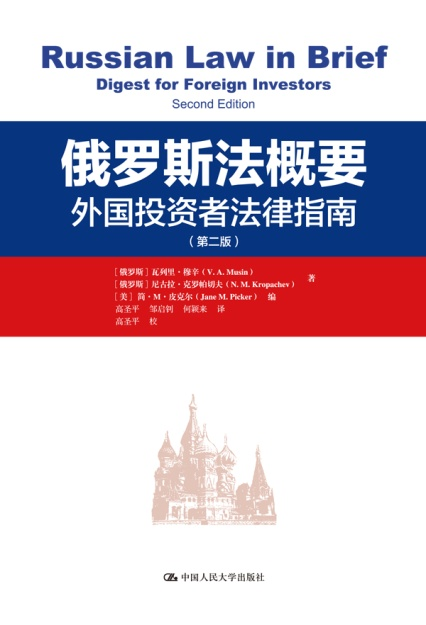 Russian Law in Brief
Digest for Foreign Investors
Second Edition
俄罗斯法概要
外国投资者法律指南
（第二版）
［俄罗斯］瓦列里·穆辛（V. A. Musin）
［俄罗斯］尼古拉·克罗帕切夫（N. M. Kropachev） 著
［美］简·M·皮克尔（Jane M. Picker） 编
高圣平 邹启钊 何颖来 译
高圣平 校
中国人民大学出版社